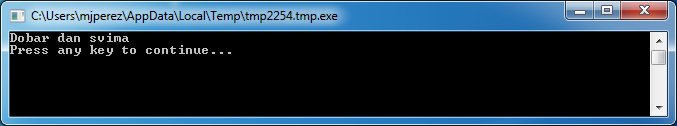 C:\Users\mjperez\AppData\Local\Temp\tmp2254.tmp.exe
Dobar dan svima
Press any key to continue...